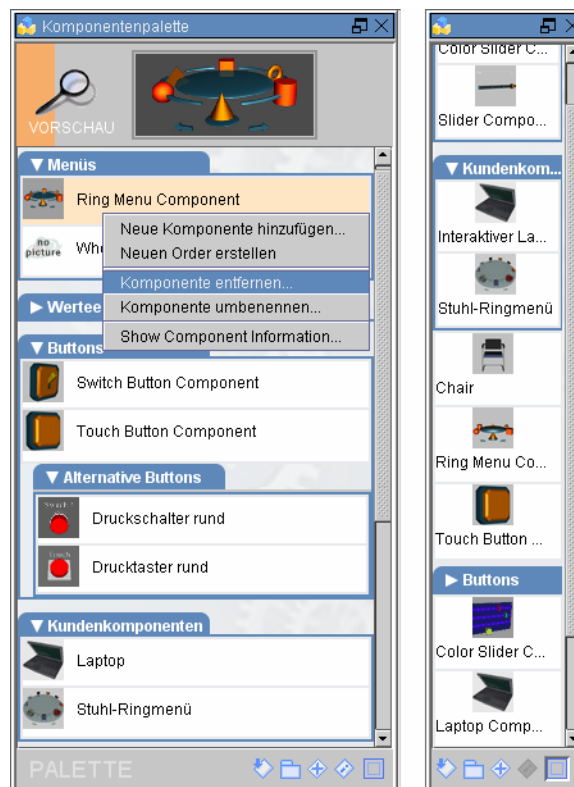 Komponentenpalette
VORSCHAU
Menüs
Ring Menu Component
no
picture
Neue Komponente hinzufügen...
Neuen Order erstellen
Komponente entfernen...
Komponente umbenennen...
Show Component Information...
Wertee
Buttons
Switch Button Component
Touch Button Component
Alternative Buttons
Druckschalter rund
Touch
Drucktaster rund
Kundenkomponenten
Laptop
Stuhl-Ringmenü
PALETTE
Color Slider C...
Slider Compo...
Kundenkom...
Interaktiver La...
Stuhl-Ringmenü
Chair
Ring Menu Co...
Touch Button ...
Buttons
Color Slider C...
Laptop Comp...